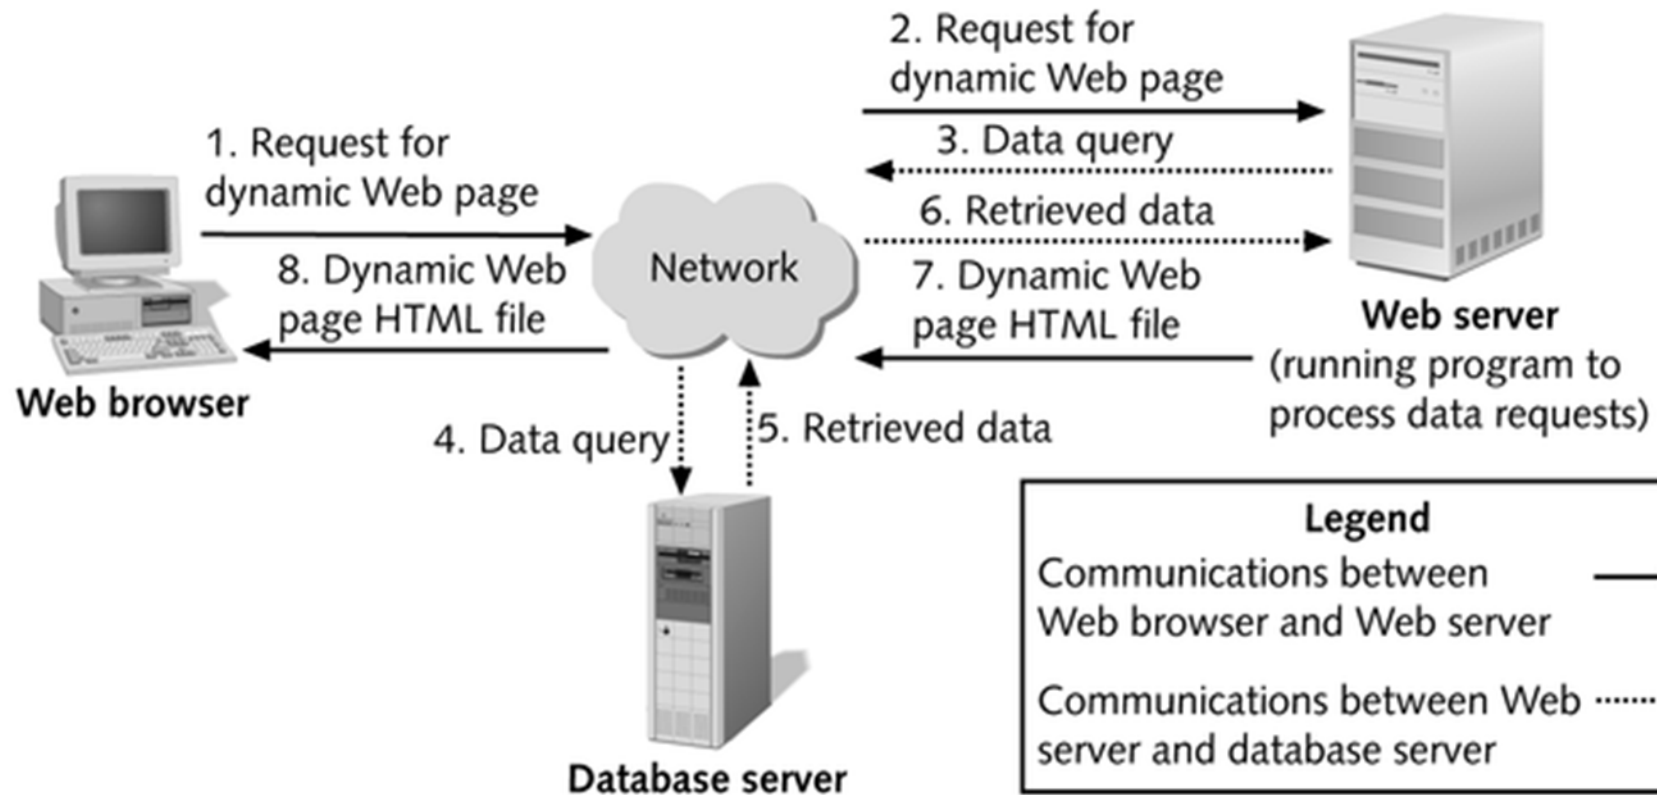 1. Request for
dynamic Web page
2. Request for
dynamic Web page
3. Data query
6. Retrieved data
7. Dynamic Web
page HTML file
8. Dynamic Web
page HTML file
Network
Web browser
Web server
(running program to
process data requests)
4. Data query
5. Retrieved data
Database server
Legend
Communications between
Web browser and Web server
Communications between Web
server and database server